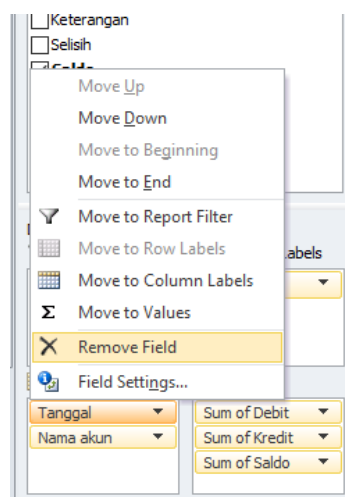 Keterangan
Selisih
Saldo
Move Up
Move Down
Move to Beginning
Move to End
Move to Report Filter
Move to Row Labels
Move to Column Labels
Move to Values
Remove Field
Field Settings...
Tanggal
Nama akun
Sum of Debit
Sum of Kredit
Sum of Saldo